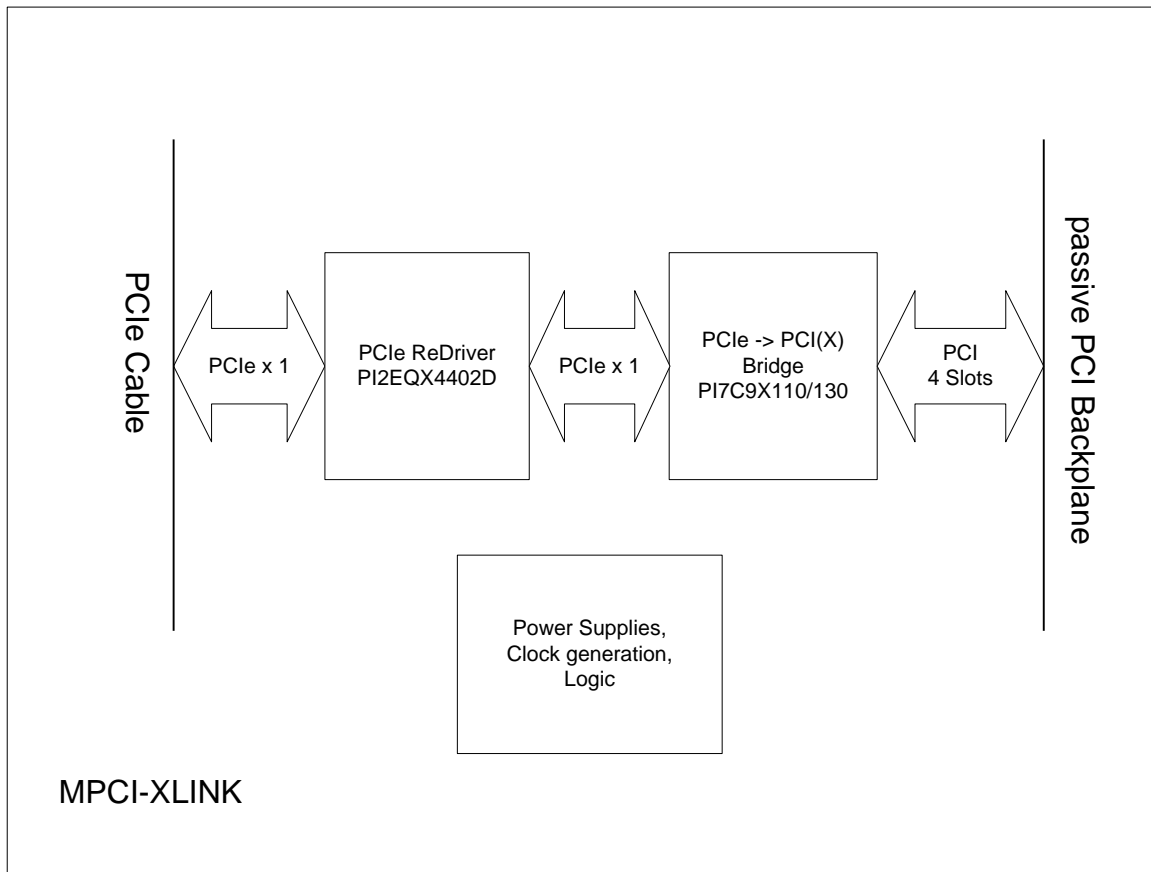 PCIe Cable
PCIe x 1
PCIe ReDriver
PI2EQX4402D
PCIe x 1
PCIe -> PCI(X)
Bridge
PI7C9X110/130
PCI
4 Slots
passive PCI Backplane
Power Supplies,
Clock generation,
Logic
MPCI-XLINK